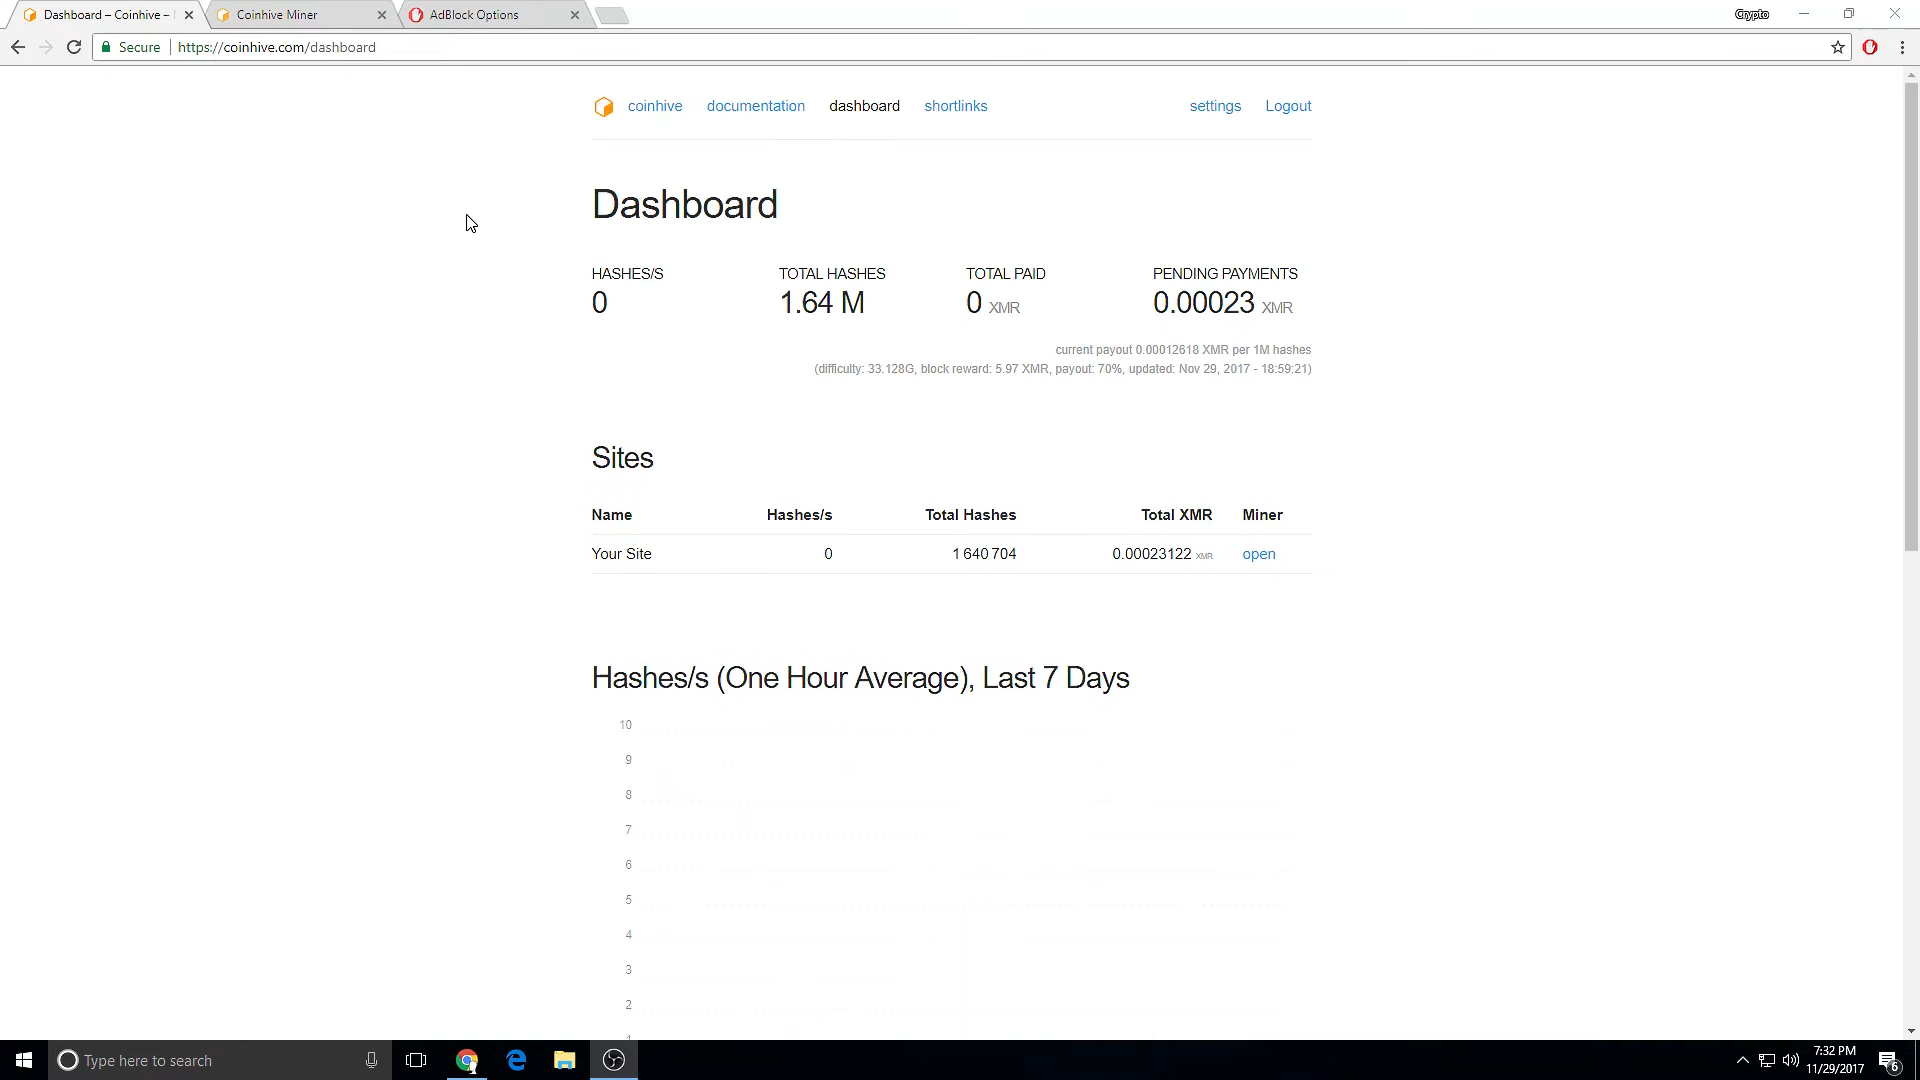 Dashboard – Coinhive –
Coinhive Miner
AdBlock Options
Crypto
Secure
https://coinhive.com/dashboard
coinhive
documentation
dashboard
shortlinks
settings
Logout
Dashboard
HASHES/S
TOTAL HASHES
TOTAL PAID
PENDING PAYMENTS
0
1.64 M
0 XMR
0.00023 XMR
current payout 0.00012618 XMR per 1M hashes
(difficulty: 33.128G, block reward: 5.97 XMR, payout: 70%, updated: Nov 29, 2017 - 18:59:21)
Sites
Name Hashes/s Total Hashes Total XMR Miner
Your Site 0 1 640 704 0.00023122 XMR open
Hashes/s (One Hour Average), Last 7 Days
10
9
8
7
6
5
4
3
2
Type here to search
7:32 PM
11/29/2017
6